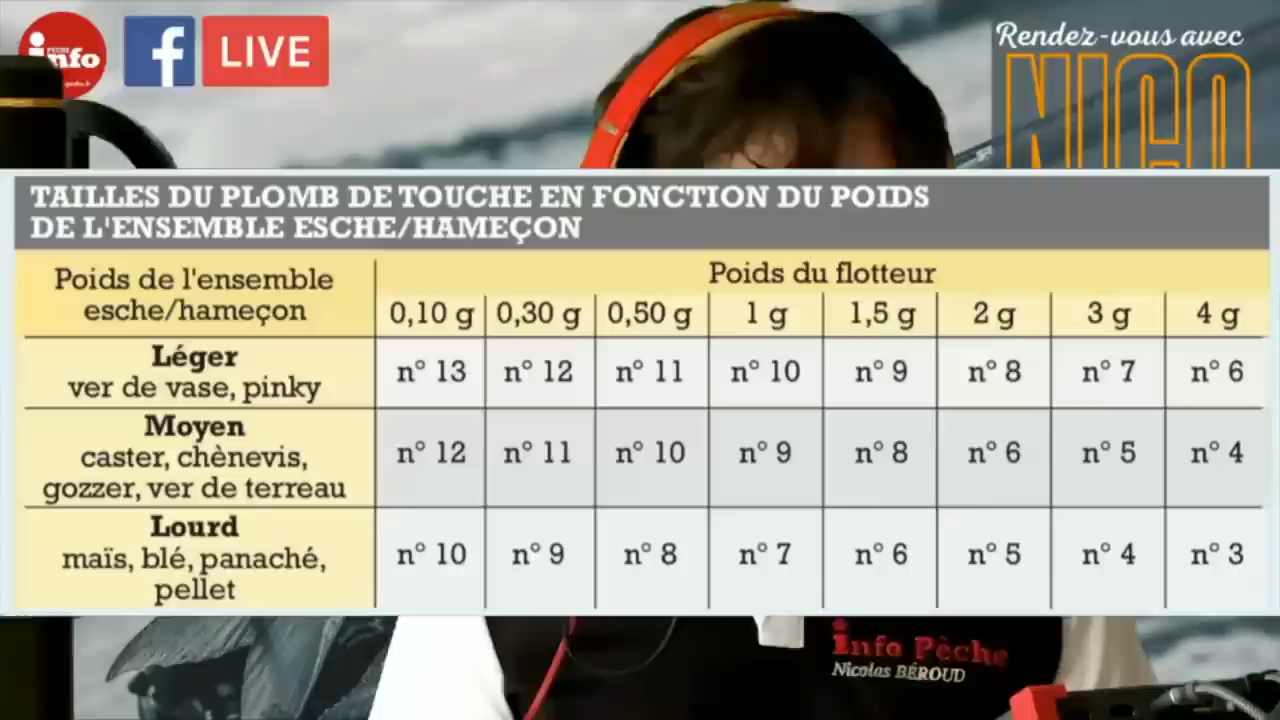 info
PÊCHE
LIVE
Rendez-vous avec
NICO
TAILLES DU PLOMB DE TOUCHE EN FONCTION DU POIDS
DE L'ENSEMBLE ESCHE/HAMEÇON
Poids de l'ensemble
esche/hameçon
Poids du flotteur
0,10 g 0,30 g 0,50 g 1 g 1,5 g 2 g 3 g 4 g
Léger
ver de vase, pinky
n° 13 n° 12 n° 11 n° 10 n° 9 n° 8 n° 7 n° 6
Moyen
caster, chènevis,
gozzer, ver de terreau
n° 12 n° 11 n° 10 n° 9 n° 8 n° 6 n° 5 n° 4
Lourd
maïs, blé, panaché,
pellet
n° 10 n° 9 n° 8 n° 7 n° 6 n° 5 n° 4 n° 3
info Pêche
Nicolas BÉROUD